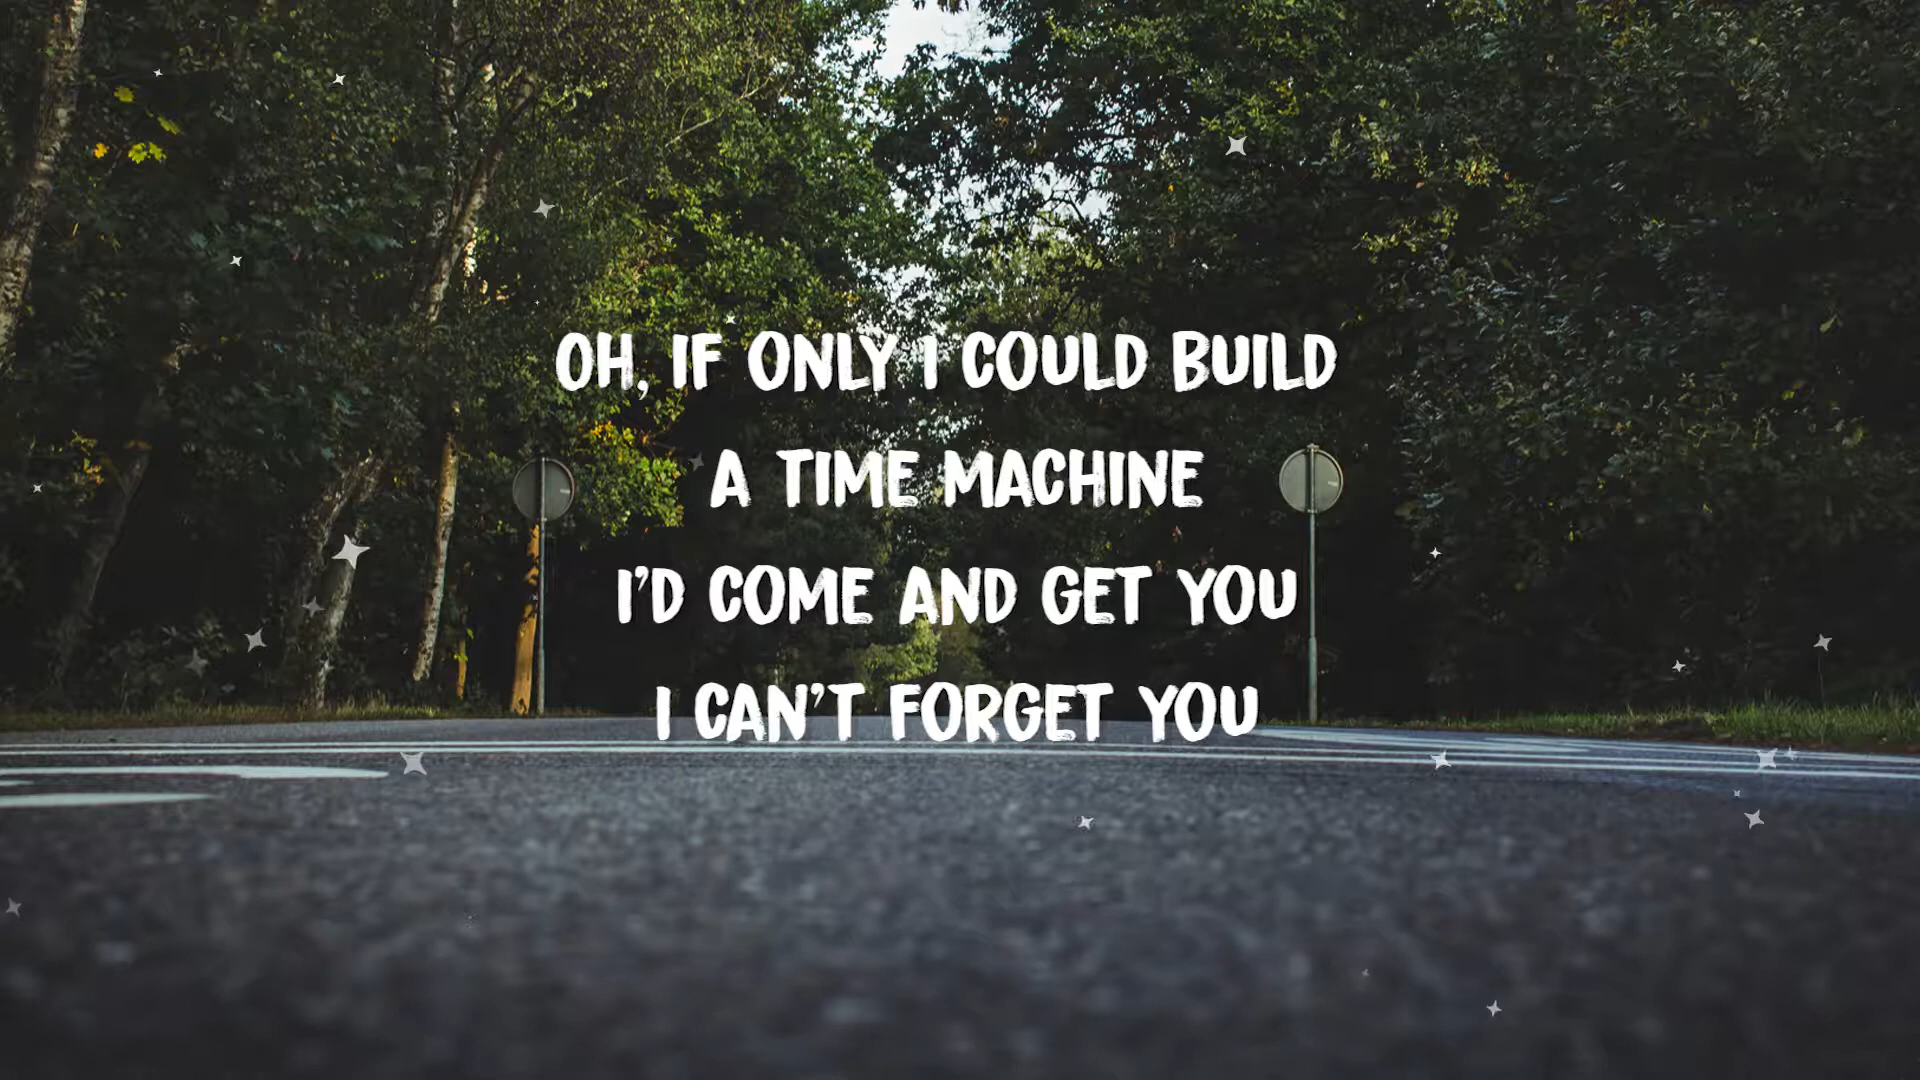 OH, IF ONLY I COULD BUILD
A TIME MACHINE
I'D COME AND GET YOU
I CAN'T FORGET YOU